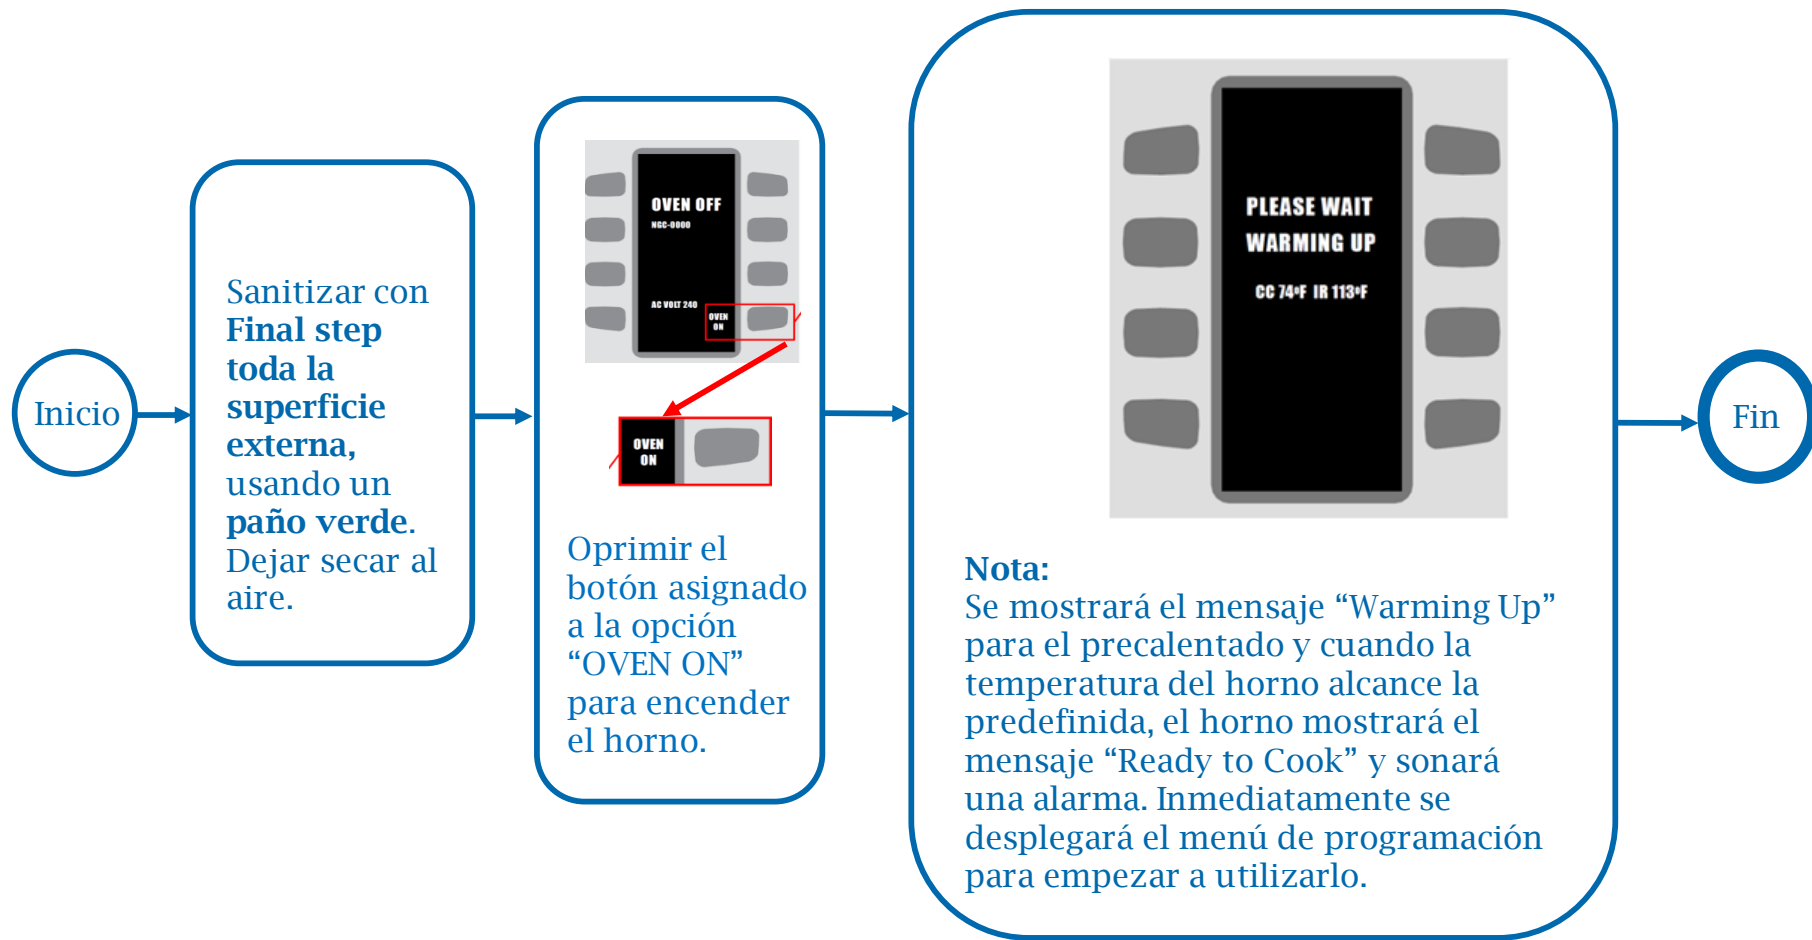 Inicio
Sanitizar con
Final step
toda la
superficie
externa,
usando un
paño verde.
Dejar secar al
aire.
OVEN OFF
NGC-0000
AC VOLT 240
OVEN
ON
OVEN
ON
Oprimir el
botón asignado
a la opción
“OVEN ON”
para encender
el horno.
PLEASE WAIT
WARMING UP
CC 74ºF IR 113ºF
Nota:
Se mostrará el mensaje “Warming Up”
para el precalentado y cuando la
temperatura del horno alcance la
predefinida, el horno mostrará el
mensaje “Ready to Cook” y sonará
una alarma. Inmediatamente se
desplegará el menú de programación
para empezar a utilizarlo.
Fin